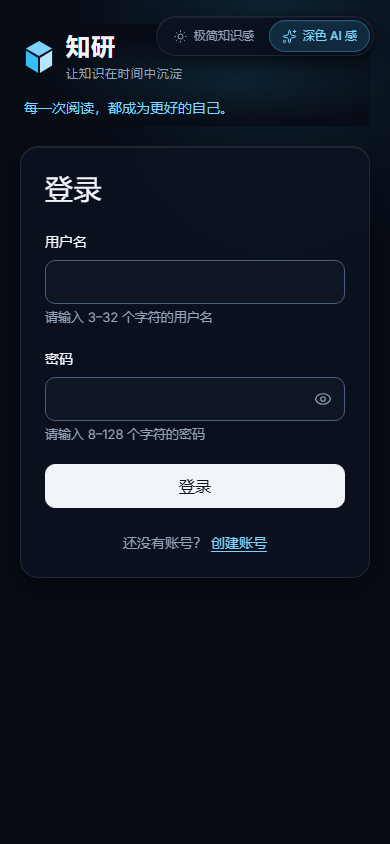 知研
极简知识感
深色 AI 感
让知识在时间中沉淀
每一次阅读，都成为更好的自己。
登录
用户名
请输入 3–32 个字符的用户名
密码
请输入 8–128 个字符的密码
登录
还没有账号？ 创建账号